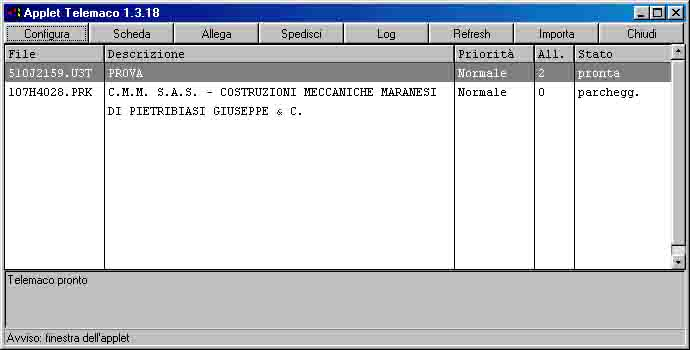 Applet Telemaco 1.3.18
Configura Scheda Allega Spedisci Log Refresh Importa Chiudi
File Descrizione Priorità All. Stato
510J2159.U3T PROVA Normale 2 pronta
107H4028.PRK C.M.M. S.A.S. - COSTRUZIONI MECCANICHE MARANESI Normale 0 parchegg.
DI PIETRIBIASI GIUSEPPE & C.
Telemaco pronto
Avviso: finestra dell'applet